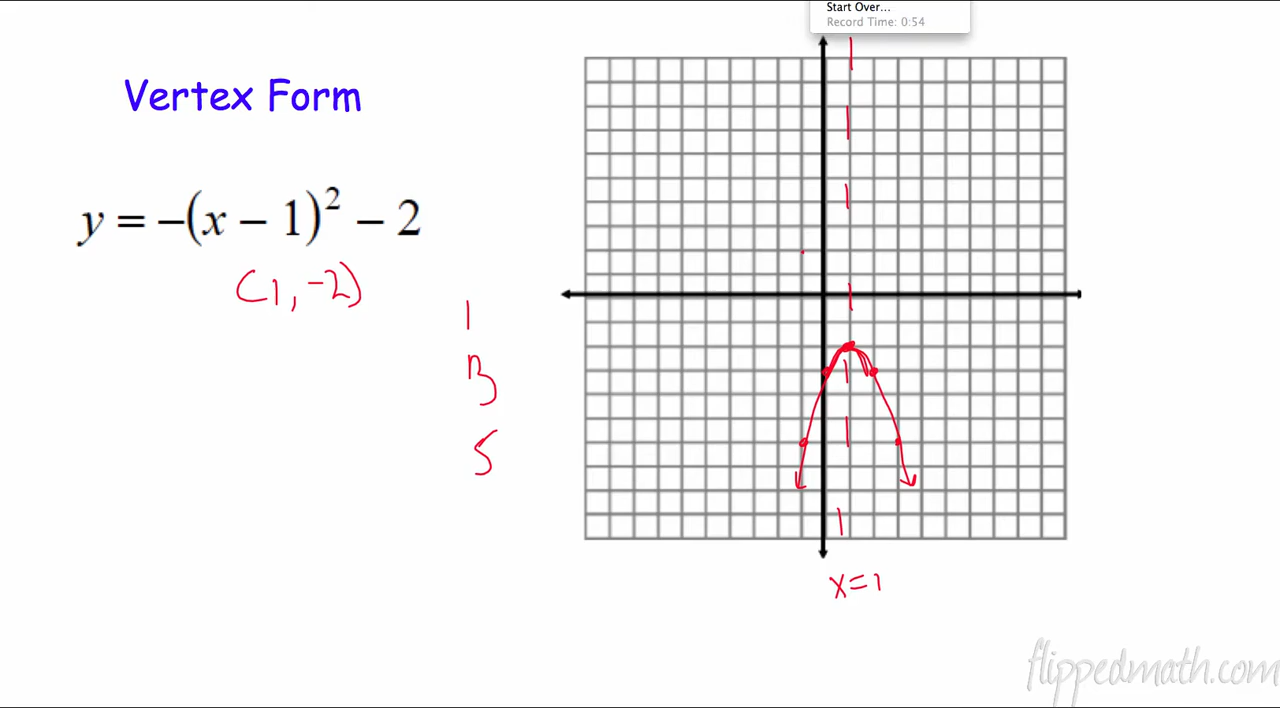 Start Over...
Record Time: 0:54
Vertex Form
y = −(x − 1)² − 2
(1, -2)
1
3
5
x=1
flippedmath.com